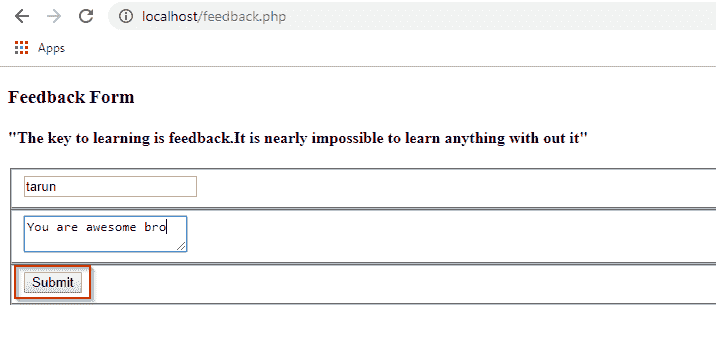 localhost/feedback.php
Apps
Feedback Form
"The key to learning is feedback.It is nearly impossible to learn anything with out it"
tarun
You are awesome bro
Submit